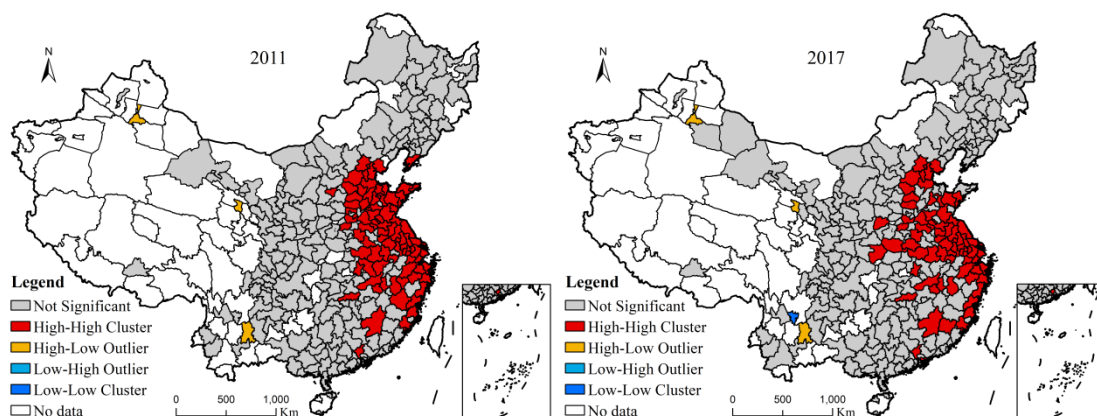 N
2011
Legend
Not Significant
High-High Cluster
High-Low Outlier
Low-High Outlier
Low-Low Cluster
No data
0 500 1,000
Km
N
2017
Legend
Not Significant
High-High Cluster
High-Low Outlier
Low-High Outlier
Low-Low Cluster
No data
0 500 1,000
Km